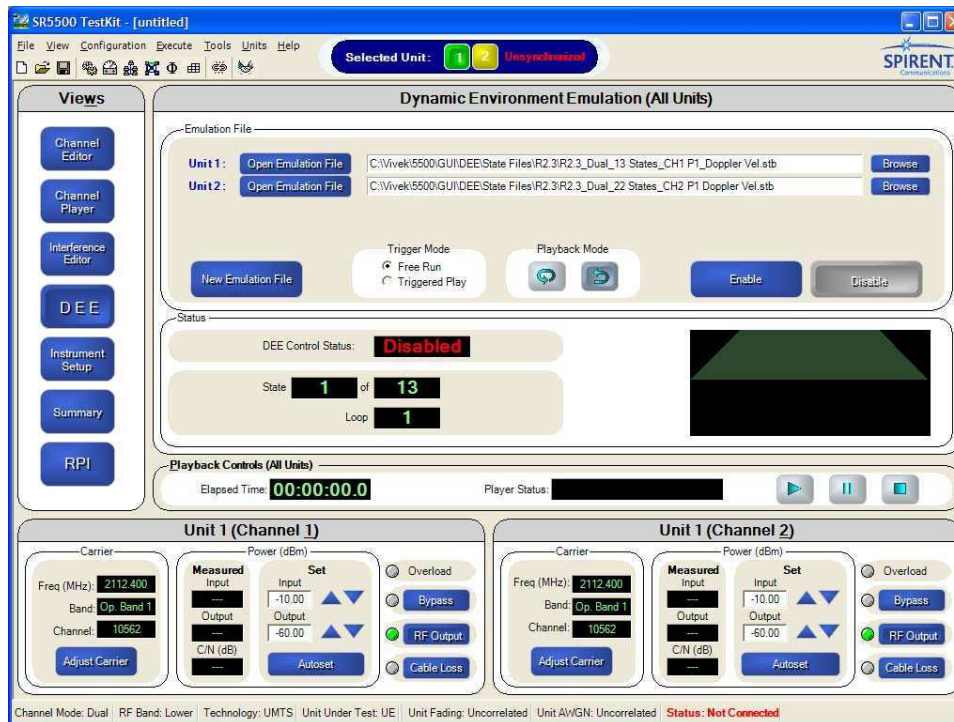 SR5500 TestKit - [untitled]
File View Configuration Execute Tools Units Help
Selected Unit: 1 2 Unsynchronized
SPIRENT
Communications
Views
Channel Editor
Channel Player
Interference Editor
DEE
Instrument Setup
Summary
RPI
Dynamic Environment Emulation (All Units)
Emulation File
Unit 1: Open Emulation File C:\Vivek\5500\GUI\DEE\State Files\R2.3\R2.3_Dual_13 States_CH1 P1_Doppler Vel.stb Browse
Unit 2: Open Emulation File C:\Vivek\5500\GUI\DEE\State Files\R2.3\R2.3_Dual_22 States_CH2 P1 Doppler Vel.stb Browse
New Emulation File
Trigger Mode
Free Run
Triggered Play
Playback Mode
Enable
Disable
Status
DEE Control Status: Disabled
State 1 of 13
Loop 1
Playback Controls (All Units)
Elapsed Time: 00:00:00.0 Player Status:
Unit 1 (Channel 1)
Carrier
Freq (MHz): 2112.400
Band: Op. Band 1
Channel: 10562
Adjust Carrier
Power (dBm)
Measured
Input
---
Output
---
C/N (dB)
---
Set
Input
-10.00
Output
-60.00
Autoset
Overload
Bypass
RF Output
Cable Loss
Unit 1 (Channel 2)
Carrier
Freq (MHz): 2112.400
Band: Op. Band 1
Channel: 10562
Adjust Carrier
Power (dBm)
Measured
Input
---
Output
---
C/N (dB)
---
Set
Input
-10.00
Output
-60.00
Autoset
Overload
Bypass
RF Output
Cable Loss
Channel Mode: Dual RF Band: Lower Technology: UMTS Unit Under Test: UE Unit Fading: Uncorrelated Unit AWGN: Uncorrelated Status: Not Connected